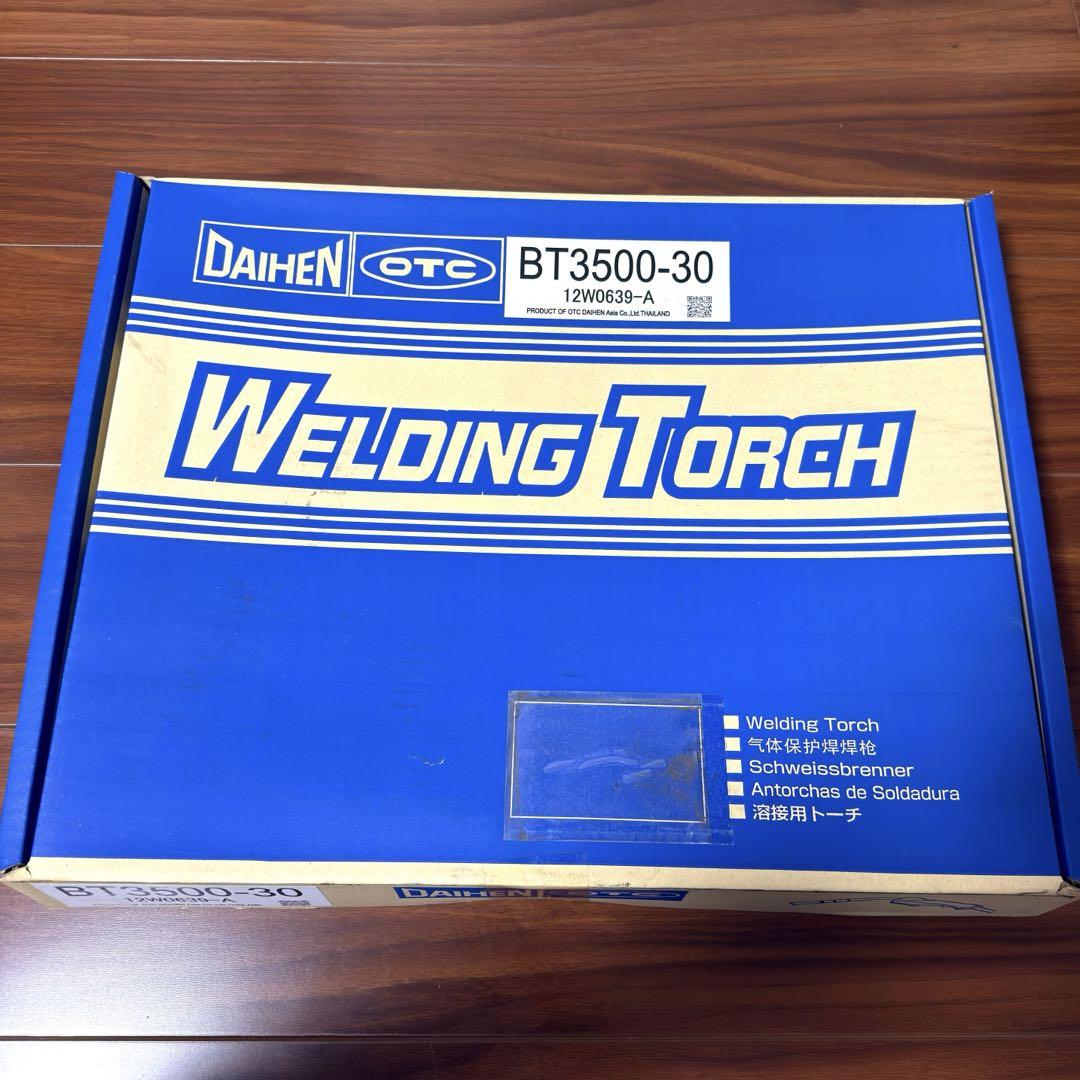 DAIHEN OTC
BT3500-30
12W0639-A
PRODUCT OF OTC DAIHEN Asia Co.,Ltd.THAILAND
WELDING TORCH
Welding Torch
气体保护焊焊枪
Schweissbrenner
Antorchas de Soldadura
溶接用トーチ
BT3500-30
12W0639-A
DAIHEN OTC